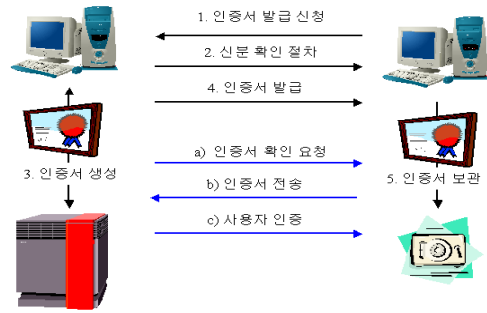 1. 인증서 발급 신청
2. 신분 확인 절차
4. 인증서 발급
a) 인증서 확인 요청
3. 인증서 생성
5. 인증서 보관
b) 인증서 전송
c) 사용자 인증